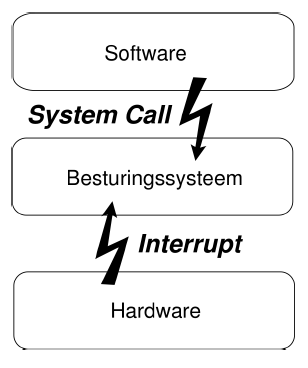 Software
System Call
Besturingssysteem
Interrupt
Hardware